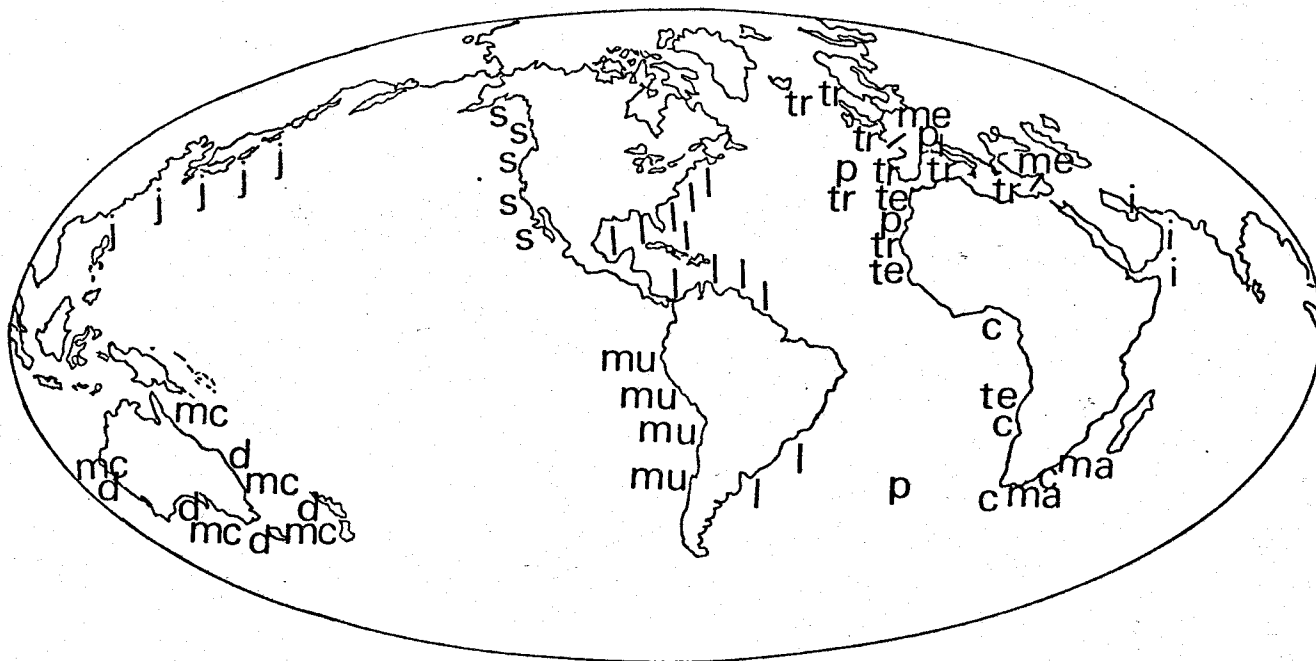 tr tr me
s s tr p
j s p tr tr me
j l tr
j l s tr te i
j l p
j s l l l tr i
l l te i
l l
c
mu
mu te
mc
c
mu
d l
mc ma
mu c
d mc l p c ma
d d
mc d mc